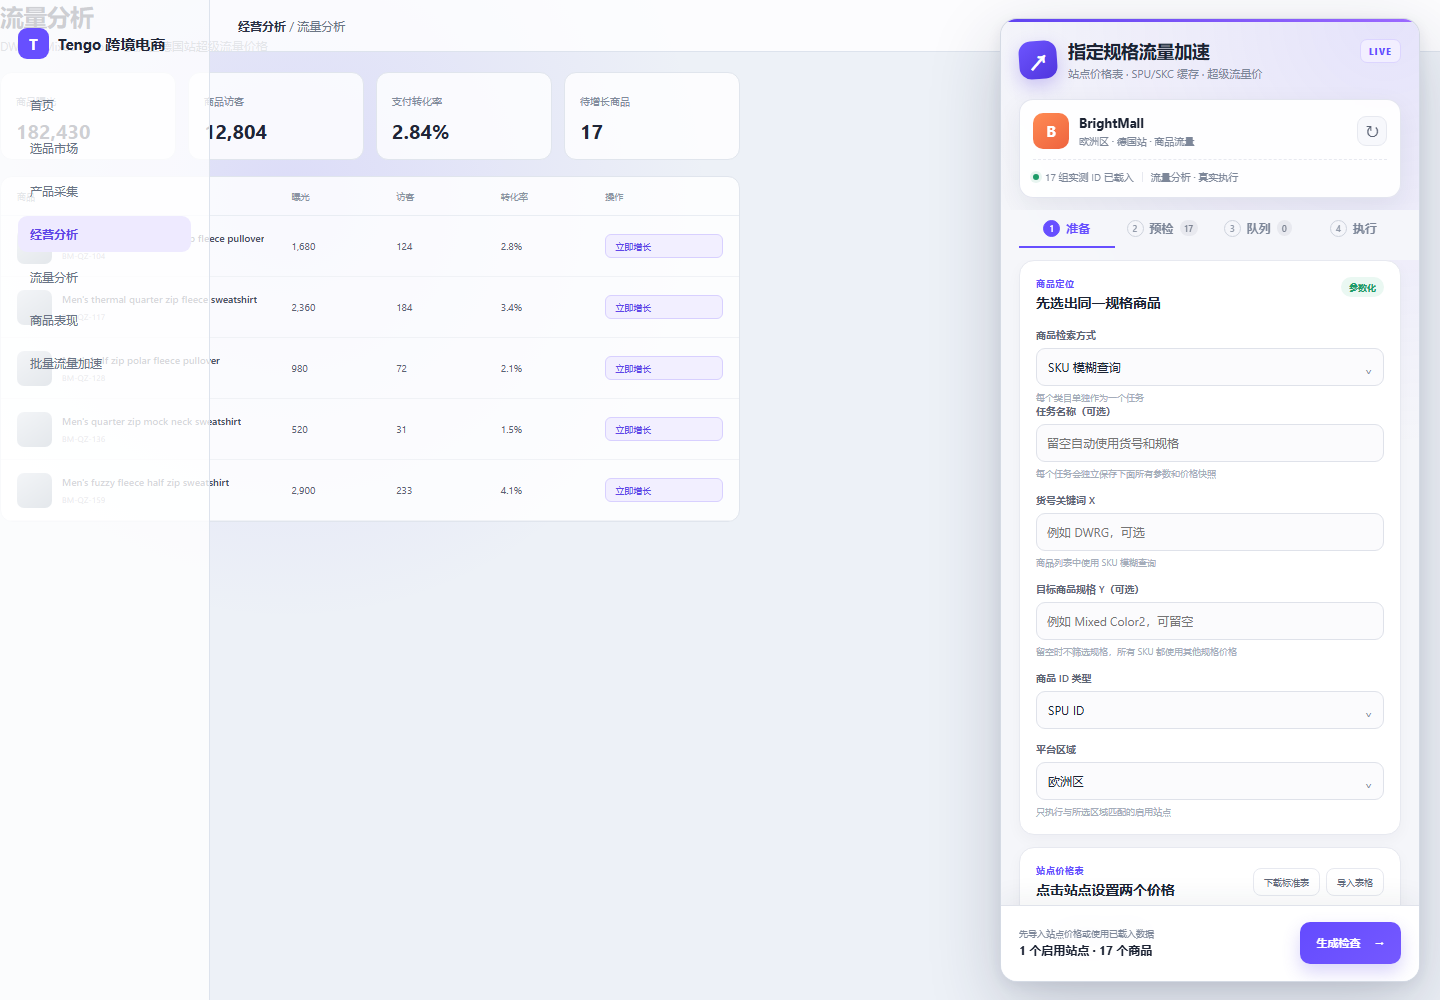 流量分析
Tengo 跨境电商
T
首页
选品市场
产品采集
经营分析
流量分析
商品表现
批量流量加速
经营分析 / 流量分析
182,430
商品访客
12,804
支付转化率
2.84%
待增长商品
17
商品
曝光
访客
转化率
操作
fleece pullover
BM-QZ-104
1,680
124
2.8%
立即增长
Men's thermal quarter zip fleece sweatshirt
2,360
184
3.4%
立即增长
lf zip polar fleece pullover
980
72
2.1%
立即增长
Men's quarter zip mock neck sweatshirt
520
31
1.5%
立即增长
Men's fuzzy fleece half zip sweatshirt
BM-QZ-159
2,900
233
4.1%
立即增长
指定规格流量加速
LIVE
站点价格表 · SPU/SKC 缓存 · 超级流量价
B
BrightMall
欧洲区 · 德国站 · 商品流量
↻
17 组实测 ID 已载入
流量分析 · 真实执行
1 准备
2 预检 17
3 队列 0
4 执行
商品定位
先选出同一规格商品
参数化
商品检索方式
SKU 模糊查询
每个类目单独作为一个任务
任务名称（可选）
留空自动使用货号和规格
每个任务会独立保存下面所有参数和价格快照
货号关键词 X
例如 DWRG，可选
商品列表中使用 SKU 模糊查询
目标商品规格 Y（可选）
例如 Mixed Color2，可留空
留空时不筛选规格，所有 SKU 都使用其他规格价格
商品 ID 类型
SPU ID
平台区域
欧洲区
只执行与所选区域匹配的启用站点
站点价格表
点击站点设置两个价格
下载标准表
导入表格
先导入站点价格或使用已载入数据
1 个启用站点 · 17 个商品
生成检查 →